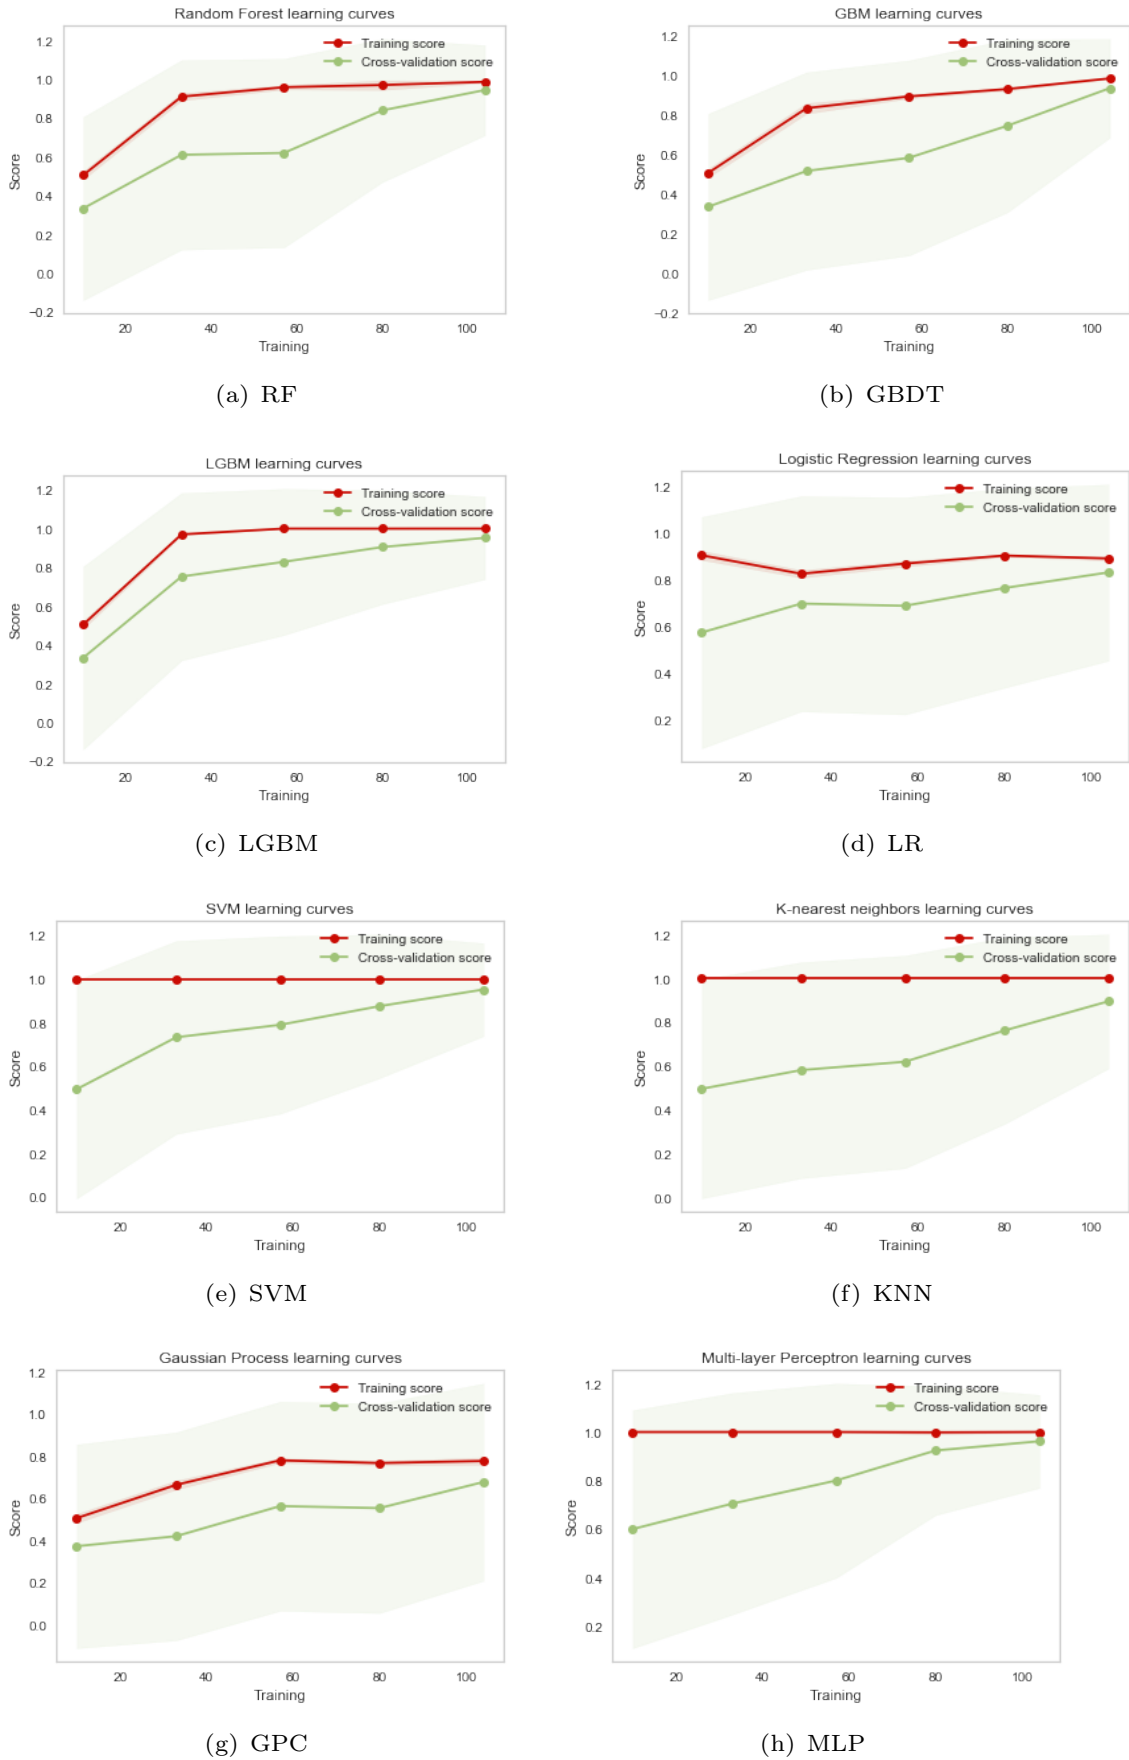 Random Forest learning curves
1.2
1.0
0.8
0.6
0.4
0.2
0.0
−0.2
Score
Training score
Cross-validation score
20 40 60 80 100
Training
(a) RF
GBM learning curves
1.2
1.0
0.8
0.6
0.4
0.2
0.0
−0.2
Score
Training score
Cross-validation score
20 40 60 80 100
Training
(b) GBDT
LGBM learning curves
1.2
1.0
0.8
0.6
0.4
0.2
0.0
−0.2
Score
Training score
Cross-validation score
20 40 60 80 100
Training
(c) LGBM
Logistic Regression learning curves
1.2
1.0
0.8
0.6
0.4
0.2
Score
Training score
Cross-validation score
20 40 60 80 100
Training
(d) LR
SVM learning curves
1.2
1.0
0.8
0.6
0.4
0.2
0.0
Score
Training score
Cross-validation score
20 40 60 80 100
Training
(e) SVM
K-nearest neighbors learning curves
1.2
1.0
0.8
0.6
0.4
0.2
0.0
Score
Training score
Cross-validation score
20 40 60 80 100
Training
(f) KNN
Gaussian Process learning curves
1.2
1.0
0.8
0.6
0.4
0.2
0.0
Score
Training score
Cross-validation score
20 40 60 80 100
Training
(g) GPC
Multi-layer Perceptron learning curves
1.2
1.0
0.8
0.6
0.4
0.2
Score
Training score
Cross-validation score
20 40 60 80 100
Training
(h) MLP